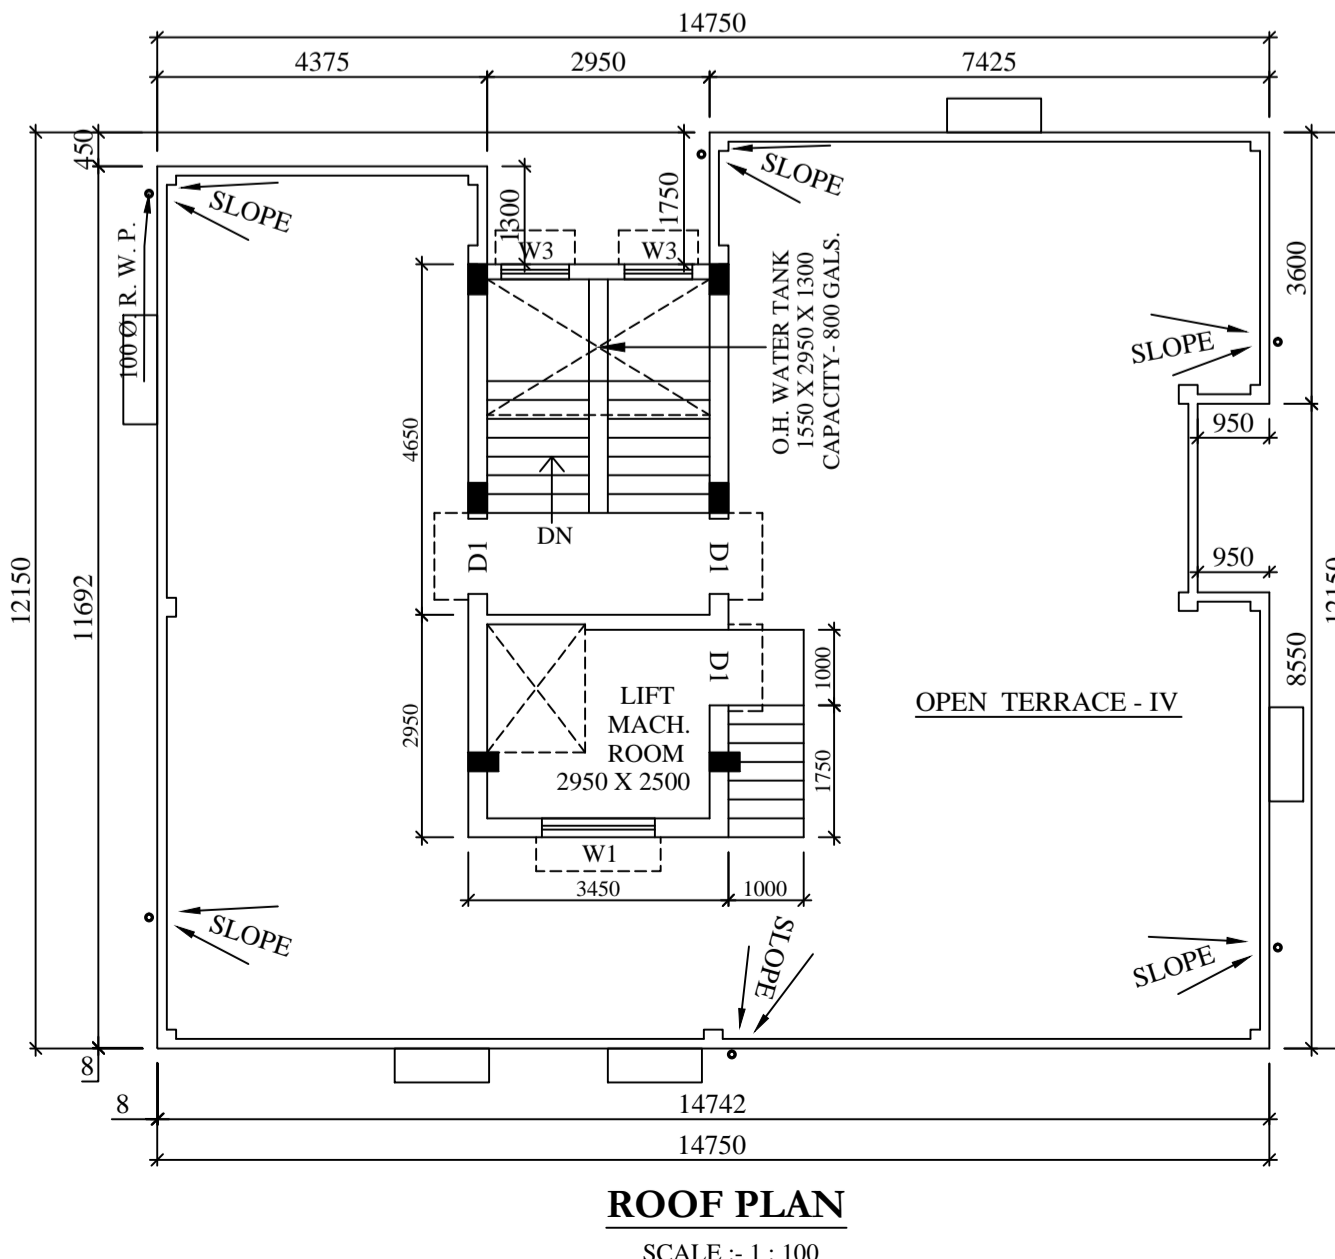 14750
4375
2950
7425
450
SLOPE
1300
1750
SLOPE
W3
W3
100 Ø. R. W. P.
O.H. WATER TANK
1550 X 2950 X 1300
CAPACITY- 800 GALS.
3600
SLOPE
950
4650
DN
D1
D1
950
12150
11692
12150
D1
1000
8550
LIFT
MACH.
ROOM
2950 X 2500
OPEN TERRACE - IV
2950
1750
W1
3450
1000
SLOPE
SLOPE
SLOPE
8
8
14742
14750
ROOF PLAN
SCALE :- 1 : 100